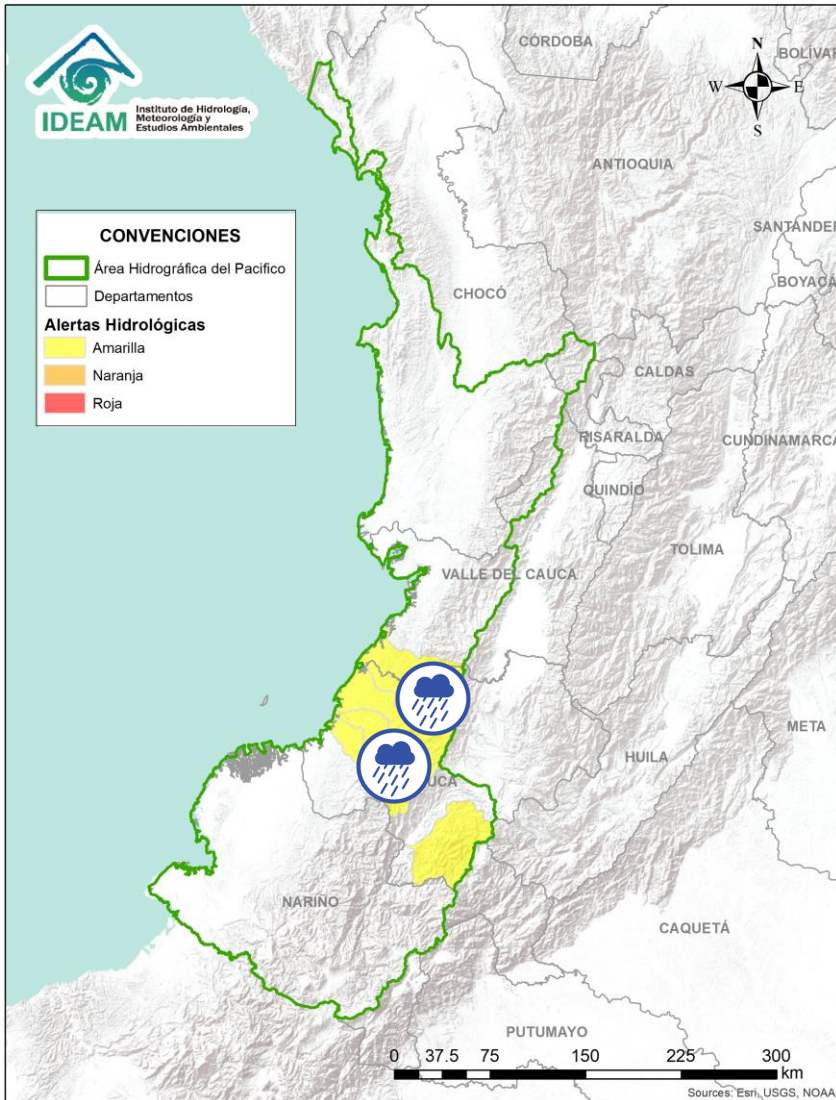 IDEAM
Instituto de Hidrología,
Meteorología y
Estudios Ambientales
CÓRDOBA
BOLÍVAR
N
W
E
S
ANTIOQUIA
SANTANDER
BOYACÁ
CONVENCIONES
Área Hidrográfica del Pacifico
Departamentos
Alertas Hidrológicas
Amarilla
Naranja
Roja
CHOCÓ
CALDAS
RISARALDA
CUNDINAMARCA
QUINDÍO
TOLIMA
VALLE DEL CAUCA
META
HUILA
UCA
NARIÑO
CAQUETÁ
PUTUMAYO
0 37.5 75 150 225 300
km
Sources: Esri, USGS, NOAA